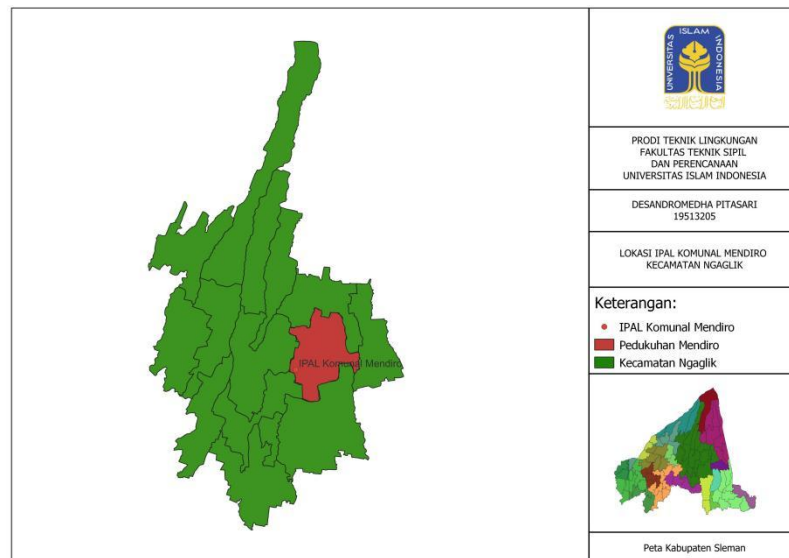 IPAL Komunal Mendiro
UNIVERSITAS
ISLAM
INDONESIA
PRODI TEKNIK LINGKUNGAN
FAKULTAS TEKNIK SIPIL
DAN PERENCANAAN
UNIVERSITAS ISLAM INDONESIA
DESANDROMEDHA PITASARI
19513205
LOKASI IPAL KOMUNAL MENDIRO
KECAMATAN NGAGLIK
Keterangan:
IPAL Komunal Mendiro
Pedukuhan Mendiro
Kecamatan Ngaglik
Peta Kabupaten Sleman